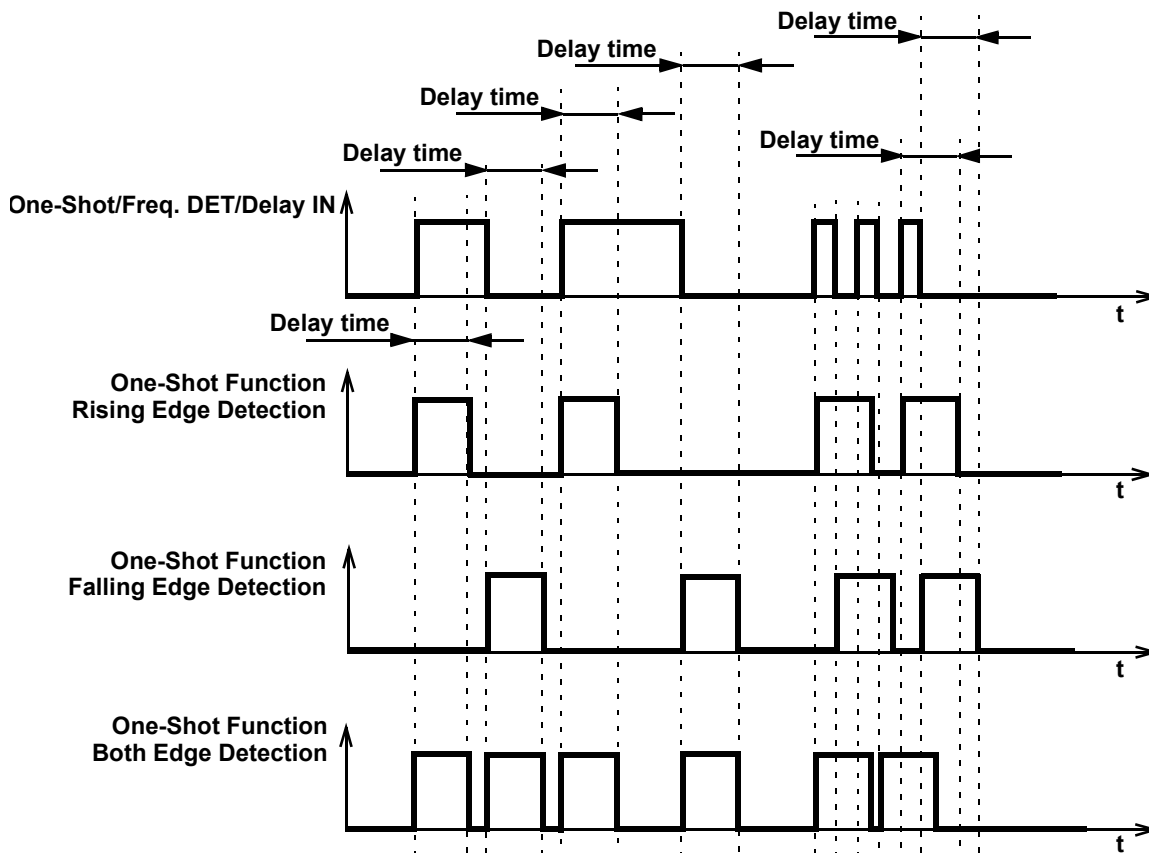 Delay time
Delay time
Delay time
Delay time
Delay time
One-Shot/Freq. DET/Delay IN
t
Delay time
One-Shot Function
Rising Edge Detection
t
One-Shot Function
Falling Edge Detection
t
One-Shot Function
Both Edge Detection
t